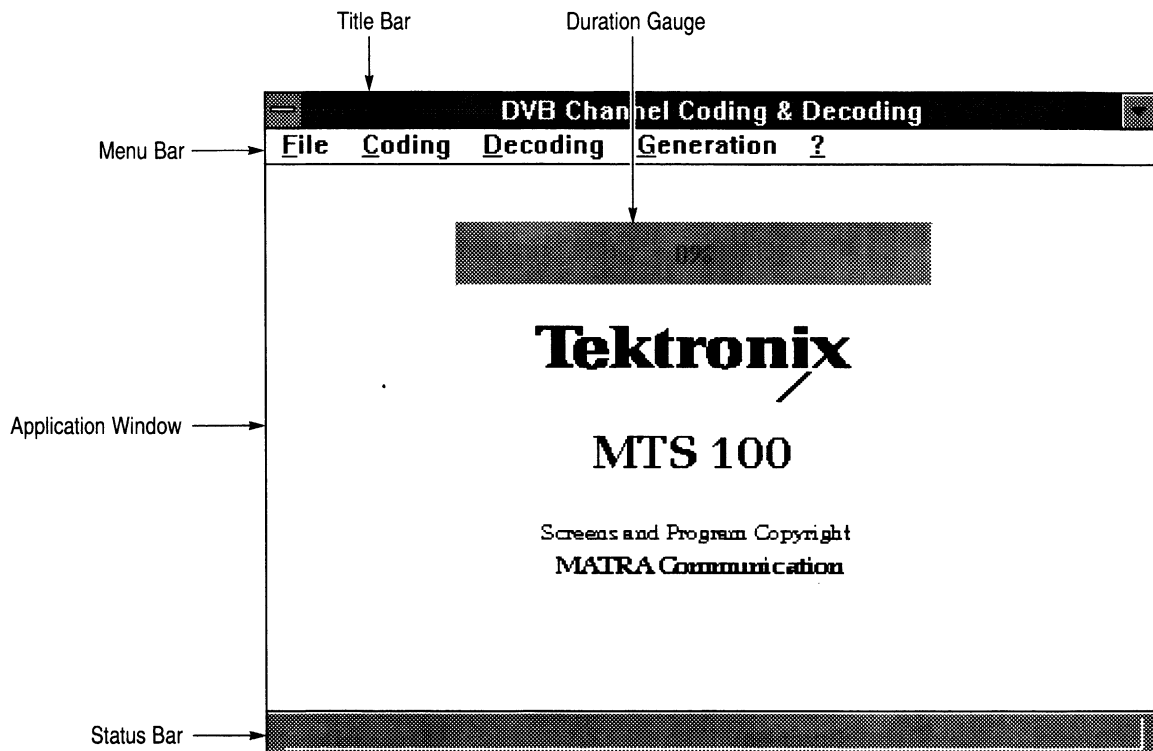 Title Bar
Duration Gauge
DVB Channel Coding & Decoding
Menu Bar
File Coding Decoding Generation ?
0%
Tektronix
MTS 100
Application Window
Screens and Program Copyright
MATRA Communication
Status Bar